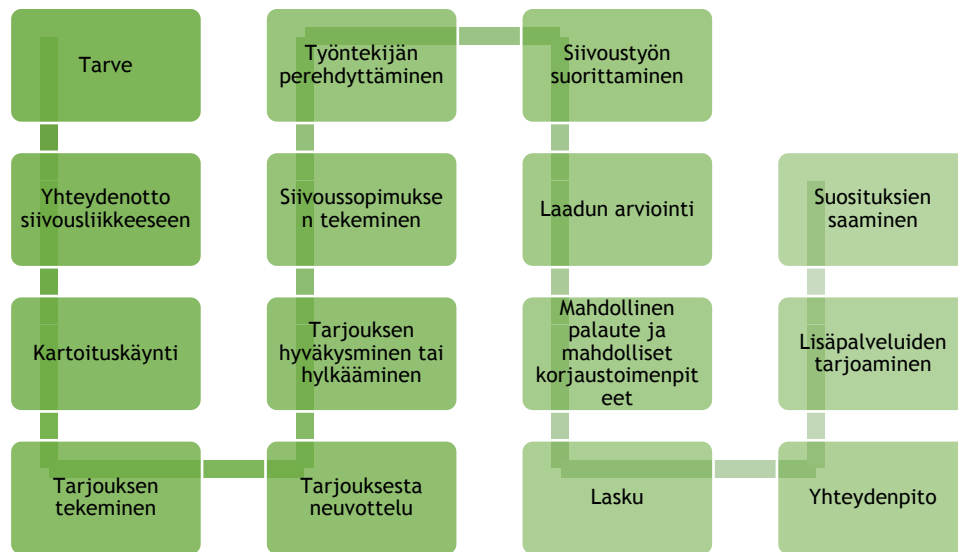 Tarve
Yhteydenotto
siivousliikkeeseen
Kartoituskäynti
Tarjouksen
tekeminen
Tarjouksesta
neuvottelu
Tarjouksen
hyväkysminen tai
hylkääminen
Siivoussopimukse
n tekeminen
Työntekijän
perehdyttäminen
Siivoustyön
suorittaminen
Laadun arviointi
Mahdollinen
palaute ja
mahdolliset
korjaustoimenpit
eet
Lasku
Yhteydenpito
Lisäpalveluiden
tarjoaminen
Suosituksien
saaminen